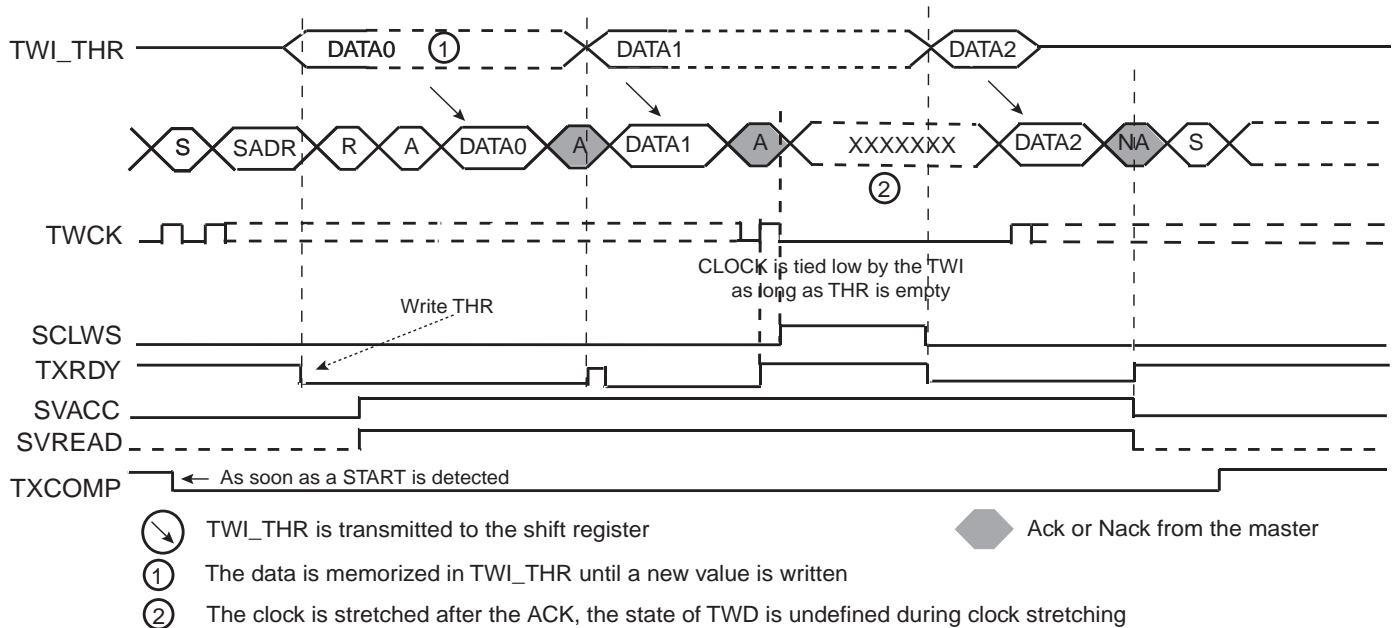 TWI_THR DATA0 1 DATA1 DATA2
S SADR R A DATA0 A DATA1 A XXXXXXX DATA2 NA S
2
TWCK
CLOCK is tied low by the TWI
as long as THR is empty
Write THR
SCLWS
TXRDY
SVACC
SVREAD
TXCOMP As soon as a START is detected
TWI_THR is transmitted to the shift register Ack or Nack from the master
1 The data is memorized in TWI_THR until a new value is written
2 The clock is stretched after the ACK, the state of TWD is undefined during clock stretching